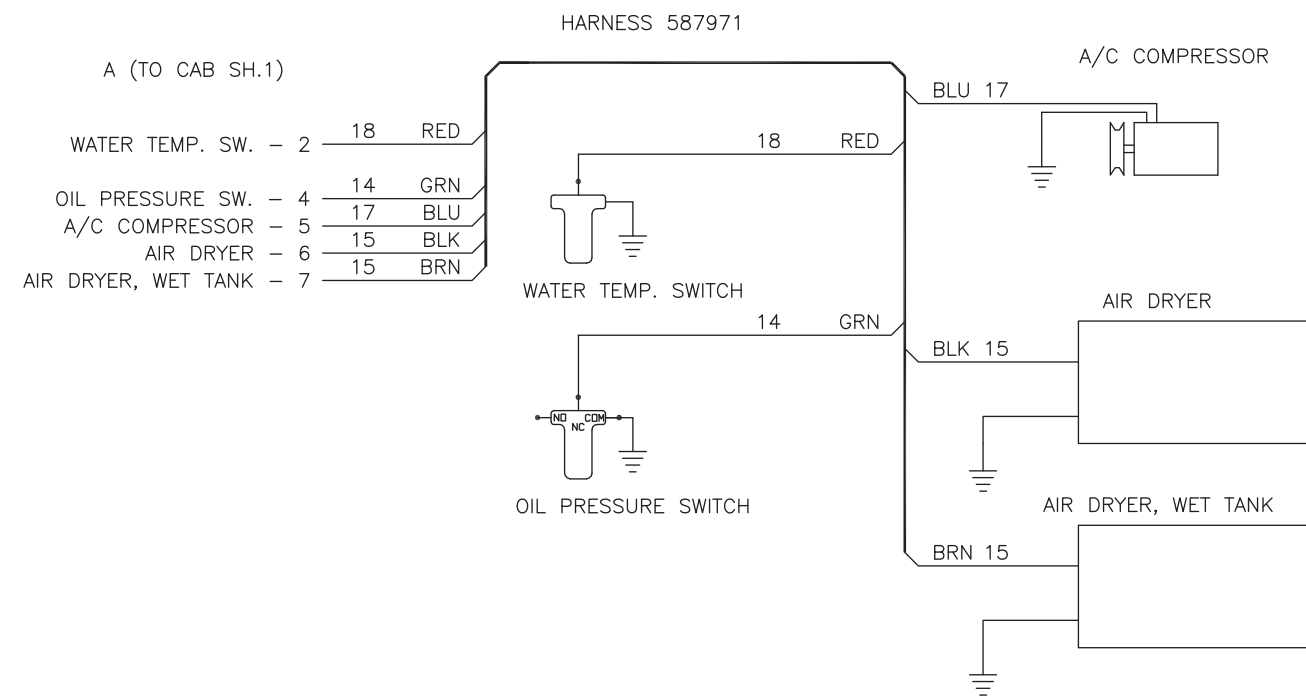 HARNESS 587971
A (TO CAB SH.1)
A/C COMPRESSOR
BLU 17
WATER TEMP. SW. – 2 18 RED
18 RED
OIL PRESSURE SW. – 4 14 GRN
A/C COMPRESSOR – 5 17 BLU
AIR DRYER – 6 15 BLK
AIR DRYER, WET TANK – 7 15 BRN
WATER TEMP. SWITCH
AIR DRYER
14 GRN
BLK 15
NO COM
NC
OIL PRESSURE SWITCH
AIR DRYER, WET TANK
BRN 15